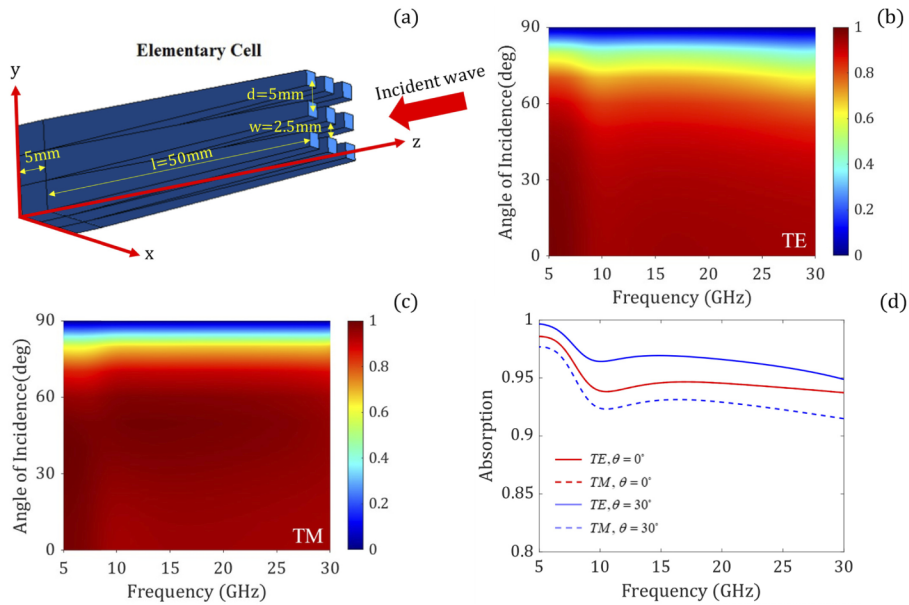 (a)
Elementary Cell
y
Incident wave
d=5mm
w=2.5mm
5mm
l=50mm
z
x
(b)
Angle of Incidence(deg)
90
60
30
0
TE
5 10 15 20 25 30
Frequency (GHz)
1
0.8
0.6
0.4
0.2
0
(c)
Angle of Incidence(deg)
90
60
30
0
TM
5 10 15 20 25 30
Frequency (GHz)
1
0.8
0.6
0.4
0.2
0
(d)
Absorption
1
0.95
0.9
0.85
0.8
TE, θ = 0°
TM, θ = 0°
TE, θ = 30°
TM, θ = 30°
5 10 15 20 25 30
Frequency (GHz)